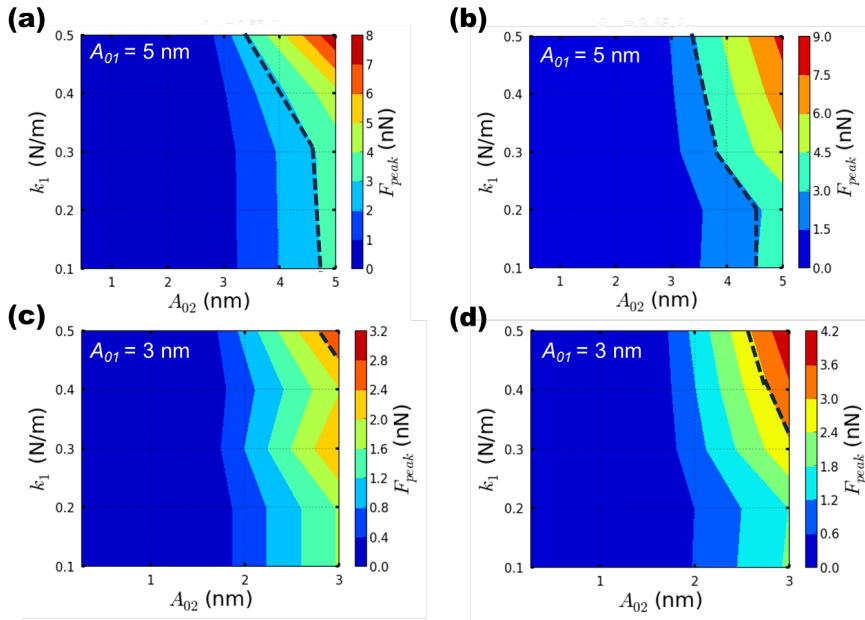 (a)
A01 = 5 nm
0.5
0.4
0.3
0.2
0.1
k1 (N/m)
1 2 3 4 5
A02 (nm)
8
7
6
5
4
3
2
1
0
Fpeak (nN)
(b)
A01 = 5 nm
0.5
0.4
0.3
0.2
0.1
k1 (N/m)
1 2 3 4 5
A02 (nm)
9.0
7.5
6.0
4.5
3.0
1.5
0.0
Fpeak (nN)
(c)
A01 = 3 nm
0.5
0.4
0.3
0.2
0.1
k1 (N/m)
1 2 3
A02 (nm)
3.2
2.8
2.4
2.0
1.6
1.2
0.8
0.4
0.0
Fpeak (nN)
(d)
A01 = 3 nm
0.5
0.4
0.3
0.2
0.1
k1 (N/m)
1 2 3
A02 (nm)
4.2
3.6
3.0
2.4
1.8
1.2
0.6
0.0
Fpeak (nN)